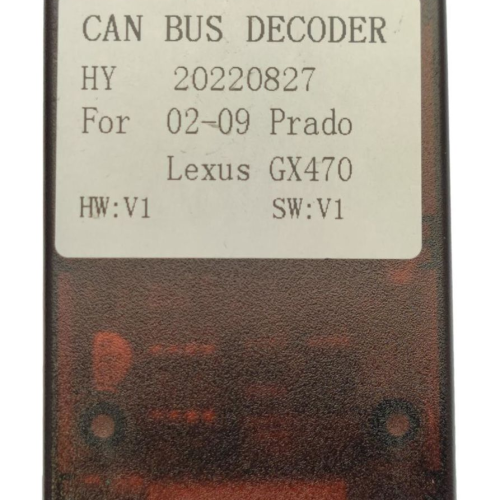 CAN BUS DECODER
HY 20220827
For 02-09 Prado
Lexus GX470
HW:V1 SW:V1